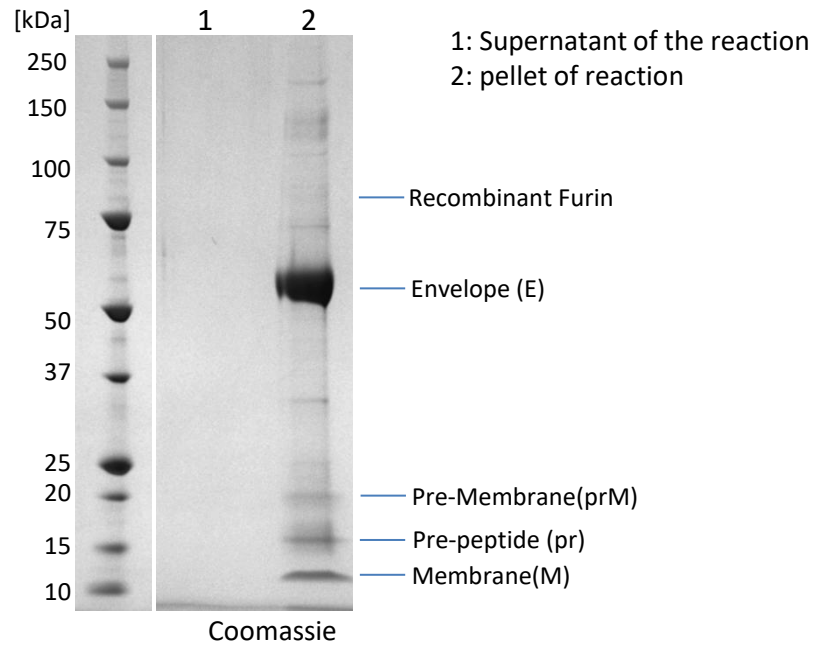 [kDa] 1 2
1: Supernatant of the reaction
2: pellet of reaction
250
150
100
Recombinant Furin
75
Envelope (E)
50
37
25
20
Pre-Membrane(prM)
15
Pre-peptide (pr)
Membrane(M)
10
Coomassie